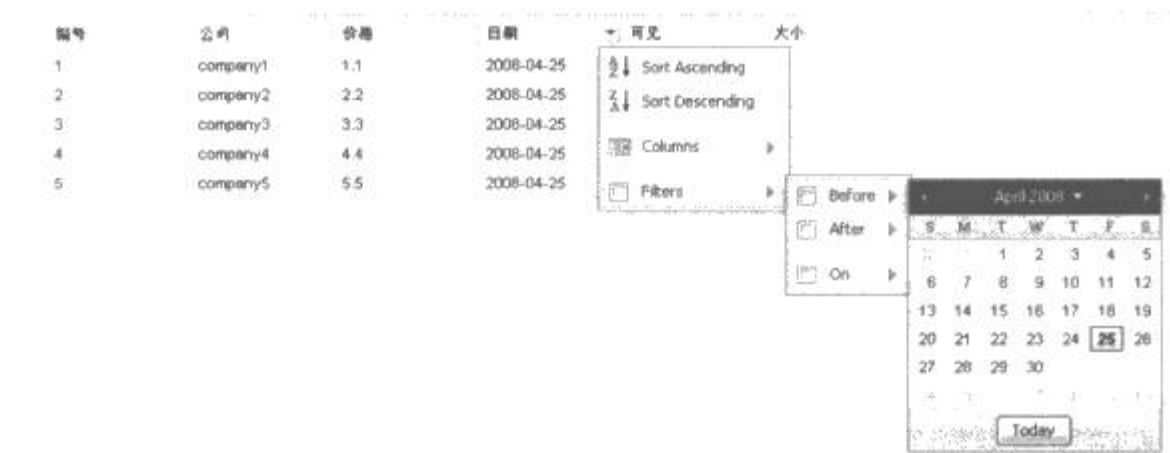 编号 公司 价格 日期 可见 大小
1 company1 1.1 2008-04-25
2 company2 2.2 2008-04-25
3 company3 3.3 2008-04-25
4 company4 4.4 2008-04-25
5 company5 5.5 2008-04-25
Sort Ascending
Sort Descending
Columns
Filters
Before
After
On
April 2008
S M T W T F S
1 2 3 4 5
6 7 8 9 10 11 12
13 14 15 16 17 18 19
20 21 22 23 24 25 26
27 28 29 30
Today